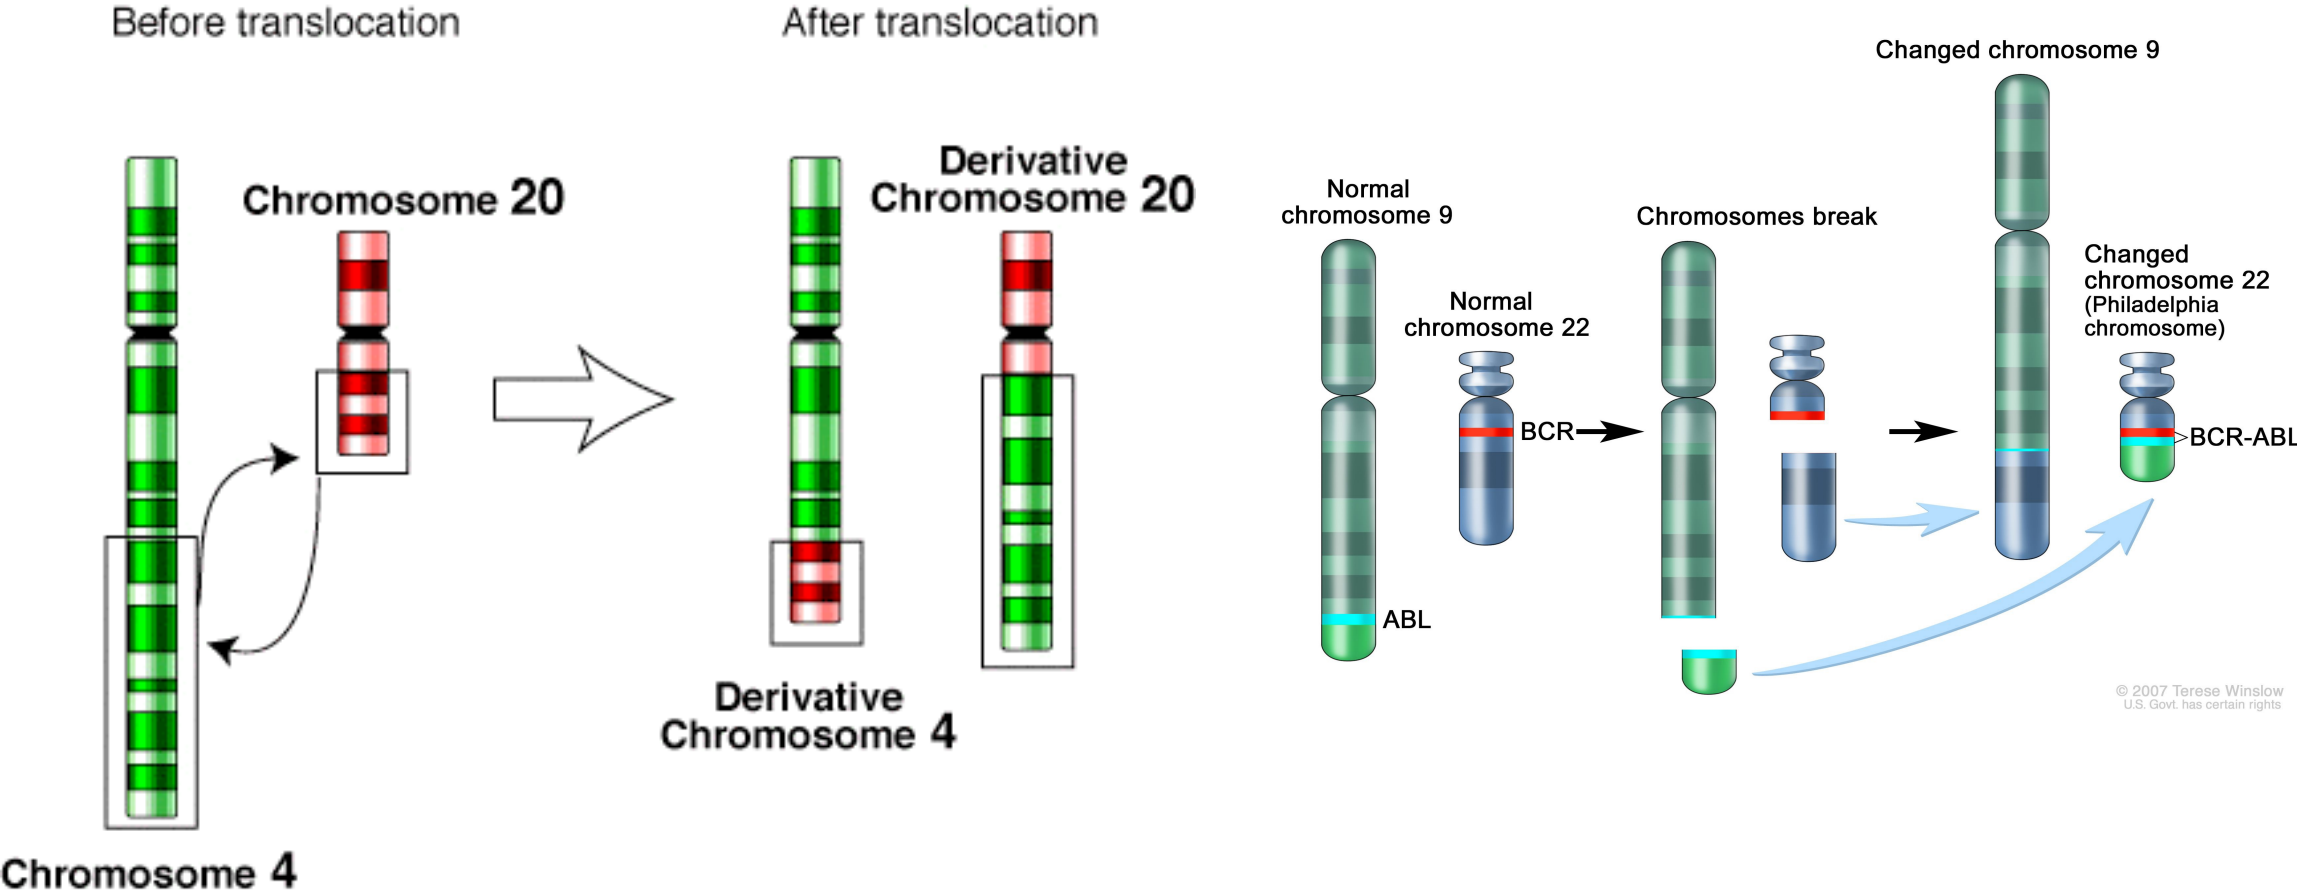 Before translocation
After translocation
Chromosome 20
Derivative
Chromosome 20
Derivative
Chromosome 4
Chromosome 4
Normal
chromosome 9
Normal
chromosome 22
BCR
ABL
Chromosomes break
Changed chromosome 9
Changed
chromosome 22
(Philadelphia
chromosome)
BCR-ABL
© 2007 Terese Winslow
U.S. Govt. has certain rights